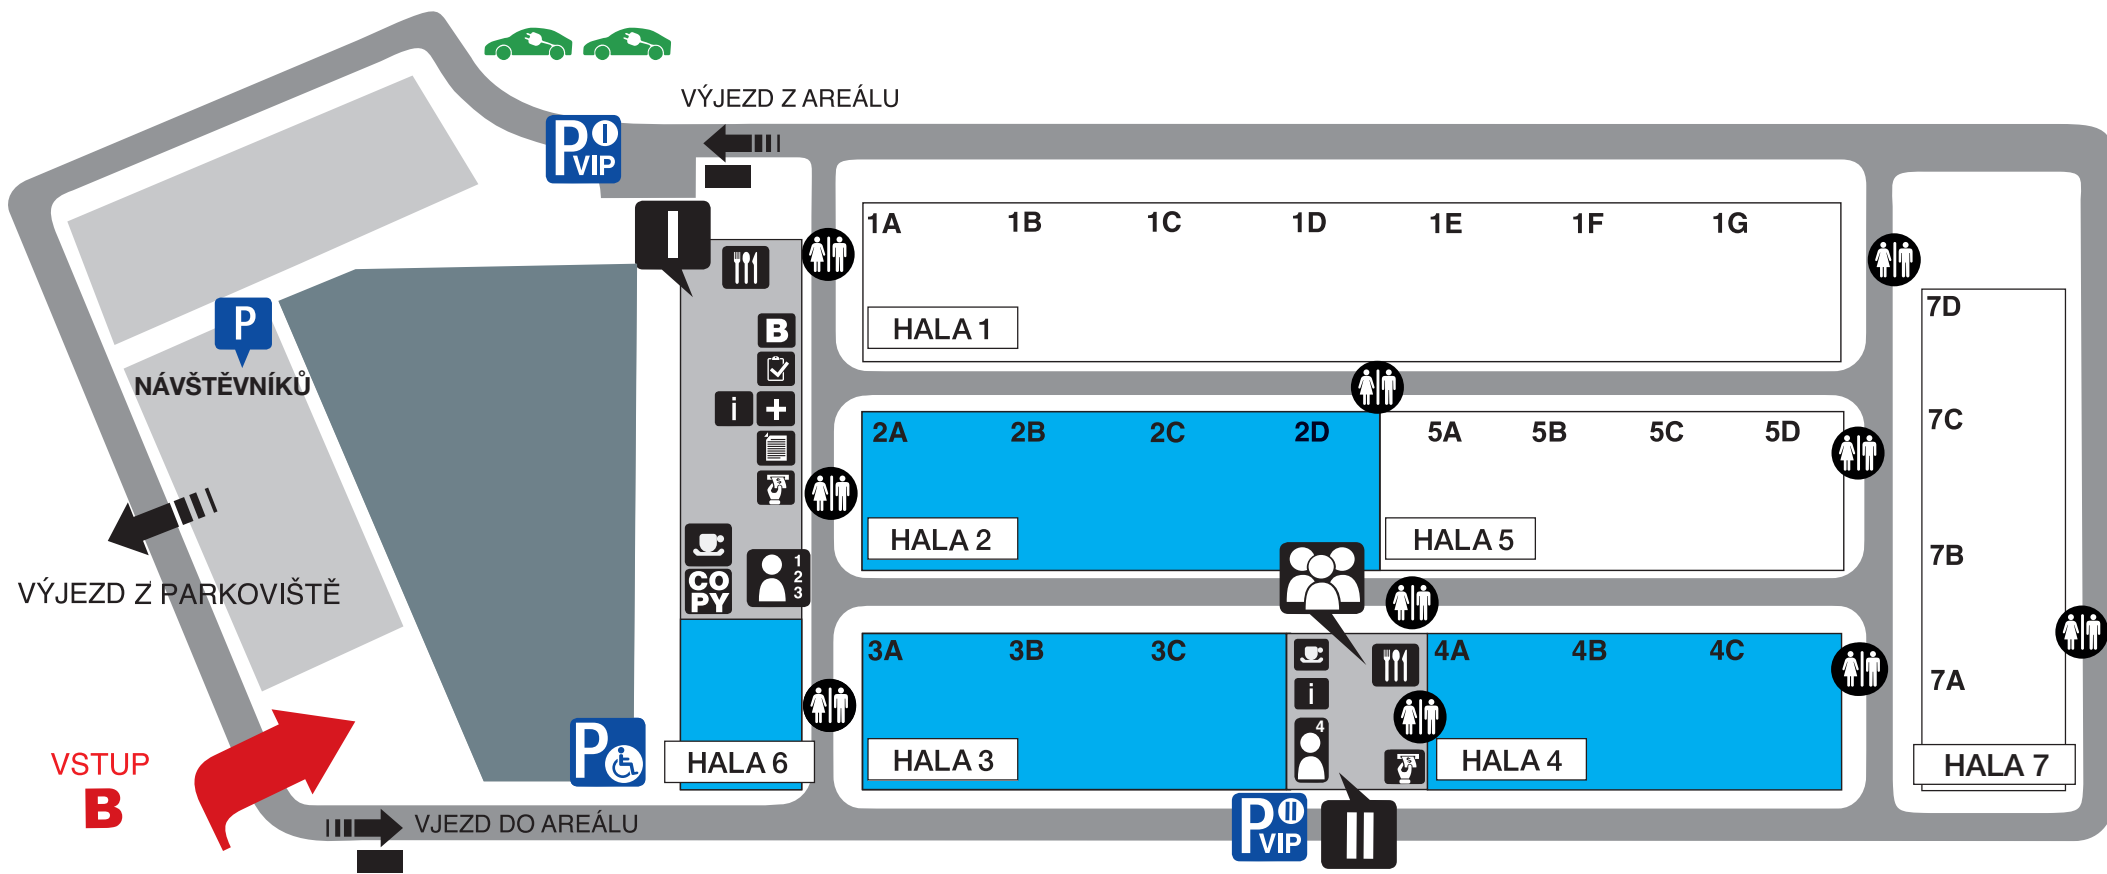 VÝJEZD Z AREÁLU
P I
VIP
I
1A 1B 1C 1D 1E 1F 1G
HALA 1
7D
P
NÁVŠTĚVNÍKŮ
B
i
2A 2B 2C 2D 5A 5B 5C 5D
7C
HALA 2
HALA 5
7B
CO
PY
1
2
3
VÝJEZD Z PARKOVIŠTĚ
3A 3B 3C 4A 4B 4C
i
7A
4
P
HALA 6
HALA 3
HALA 4
HALA 7
VSTUP
B
VJEZD DO AREÁLU
P II
VIP
II